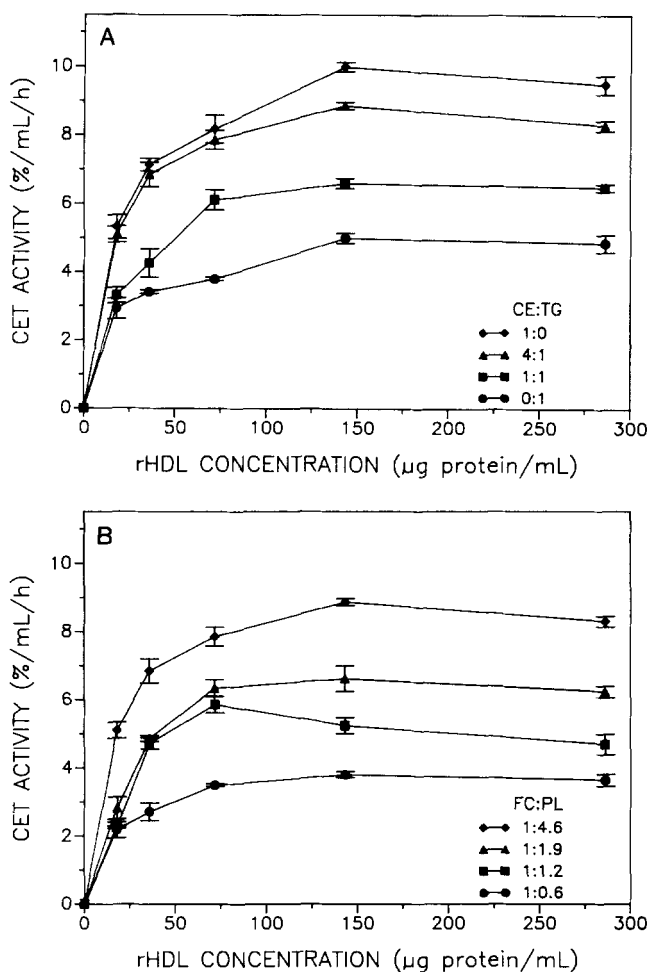 A
CET ACTIVITY (%/mL/h)
10
8
6
4
2
0
CE:TG
1:0
4:1
1:1
0:1
0 50 100 150 200 250 300
rHDL CONCENTRATION (μg protein/mL)
B
CET ACTIVITY (%/mL/h)
10
8
6
4
2
0
FC:PL
1:4.6
1:1.9
1:1.2
1:0.6
0 50 100 150 200 250 300
rHDL CONCENTRATION (μg protein/mL)